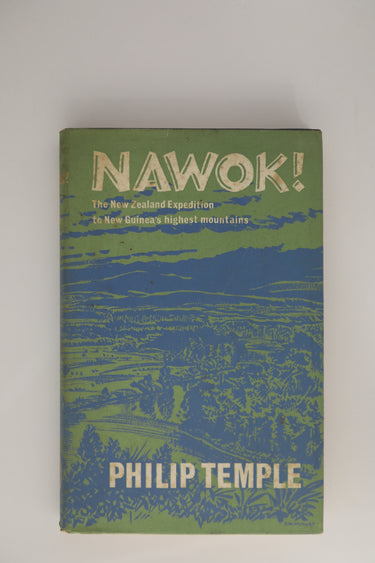 NAWOK!
The New Zealand Expedition
to New Guinea's highest mountains
PHILIP TEMPLE